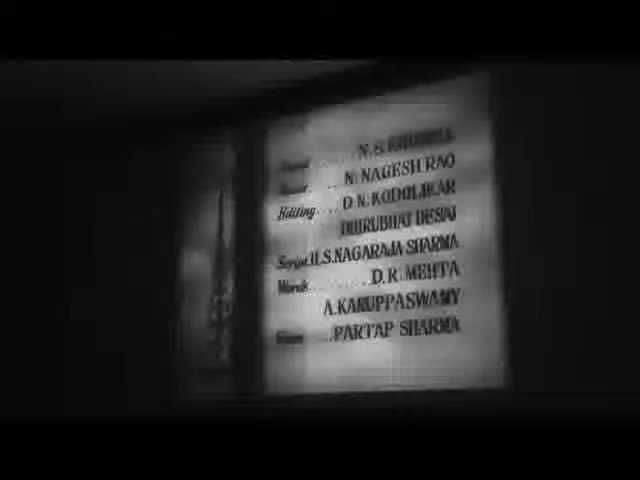 N. NAGESH RAO
Editing.... D. N. KODOLIKAR
DHIRUBHAI DESAI
Script H. S. NAGARAJA SHARMA
Words.........D. R. MEHTA
A. KARUPPASWAMY
.PARTAP SHARMA